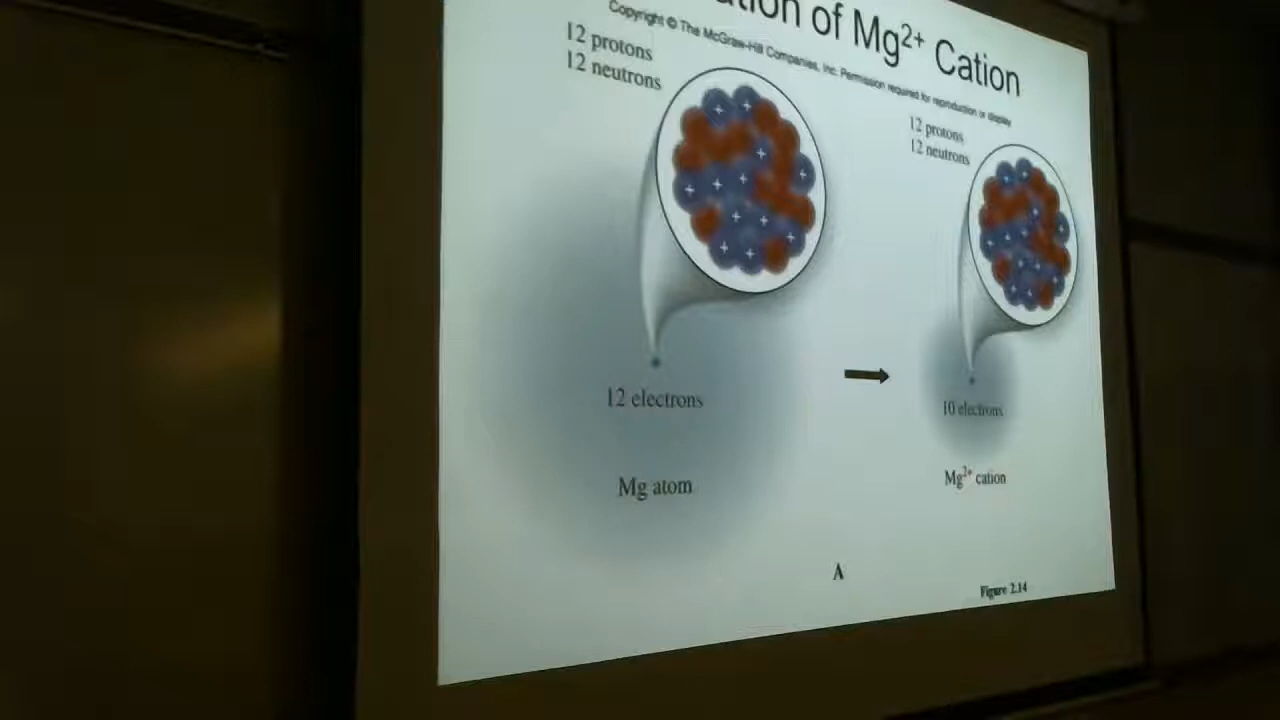 of Mg²⁺ Cation
Copyright © The McGraw-Hill Companies, Inc. Permission required for reproduction or display
12 protons
12 neutrons
12 protons
12 neutrons
12 electrons
10 electrons
Mg atom
Mg²⁺ cation
A
Figure 2.14